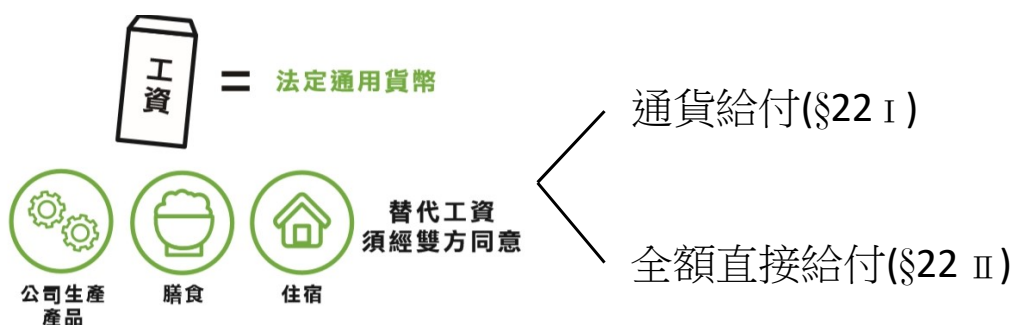 工
資
= 法定通用貨幣
替代工資
須經雙方同意
公司生產
產品
膳食
住宿
通貨給付(§22 I)
全額直接給付(§22 II)